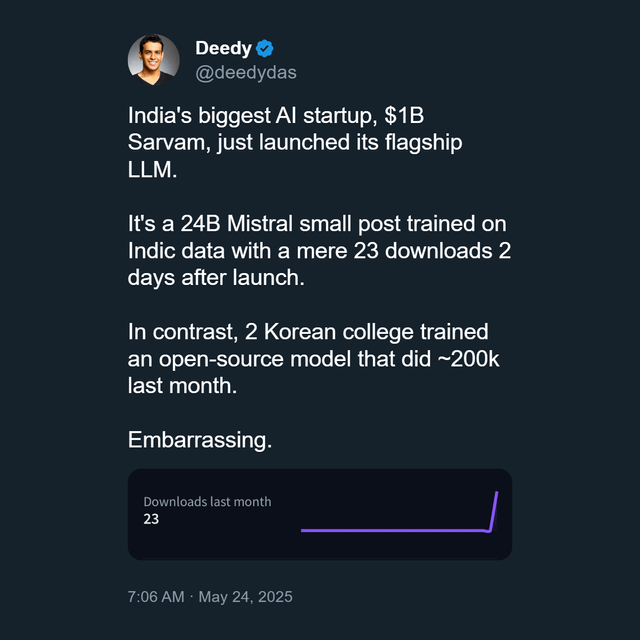 Deedy
@deedydas
India's biggest AI startup, $1B
Sarvam, just launched its flagship
LLM.
It's a 24B Mistral small post trained on
Indic data with a mere 23 downloads 2
days after launch.
In contrast, 2 Korean college trained
an open-source model that did ~200k
last month.
Embarrassing.
Downloads last month
23
7:06 AM · May 24, 2025